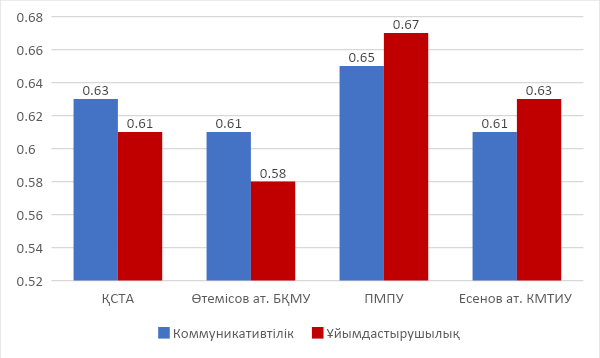 0.68
0.66
0.64
0.62
0.6
0.58
0.56
0.54
0.52
0.63
0.61
0.61
0.58
0.65
0.67
0.61
0.63
ҚСТА
Өтемісов ат. БҚМУ
ПМПУ
Есенов ат. КМТИУ
Коммуникативтілік
Ұйымдастырушылық